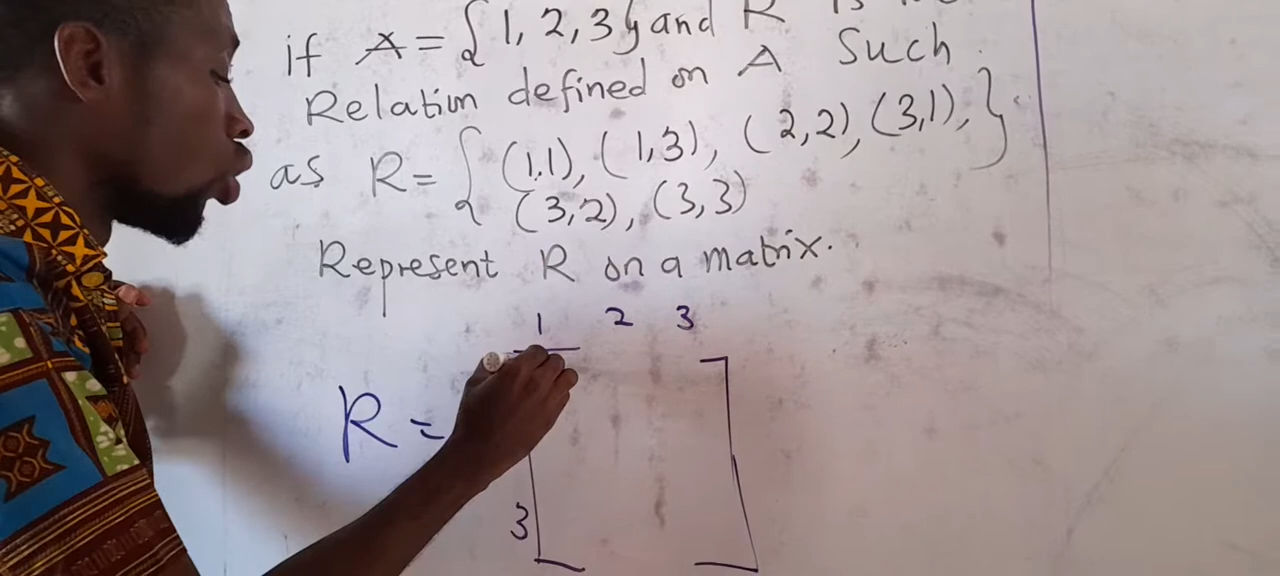 if A = {1, 2, 3} and R is
Relation defined on A Such
as R = { (1,1), (1,3), (2,2), (3,1), }
(3,2), (3,3)
Represent R on a matrix.
1 2 3
R =
3